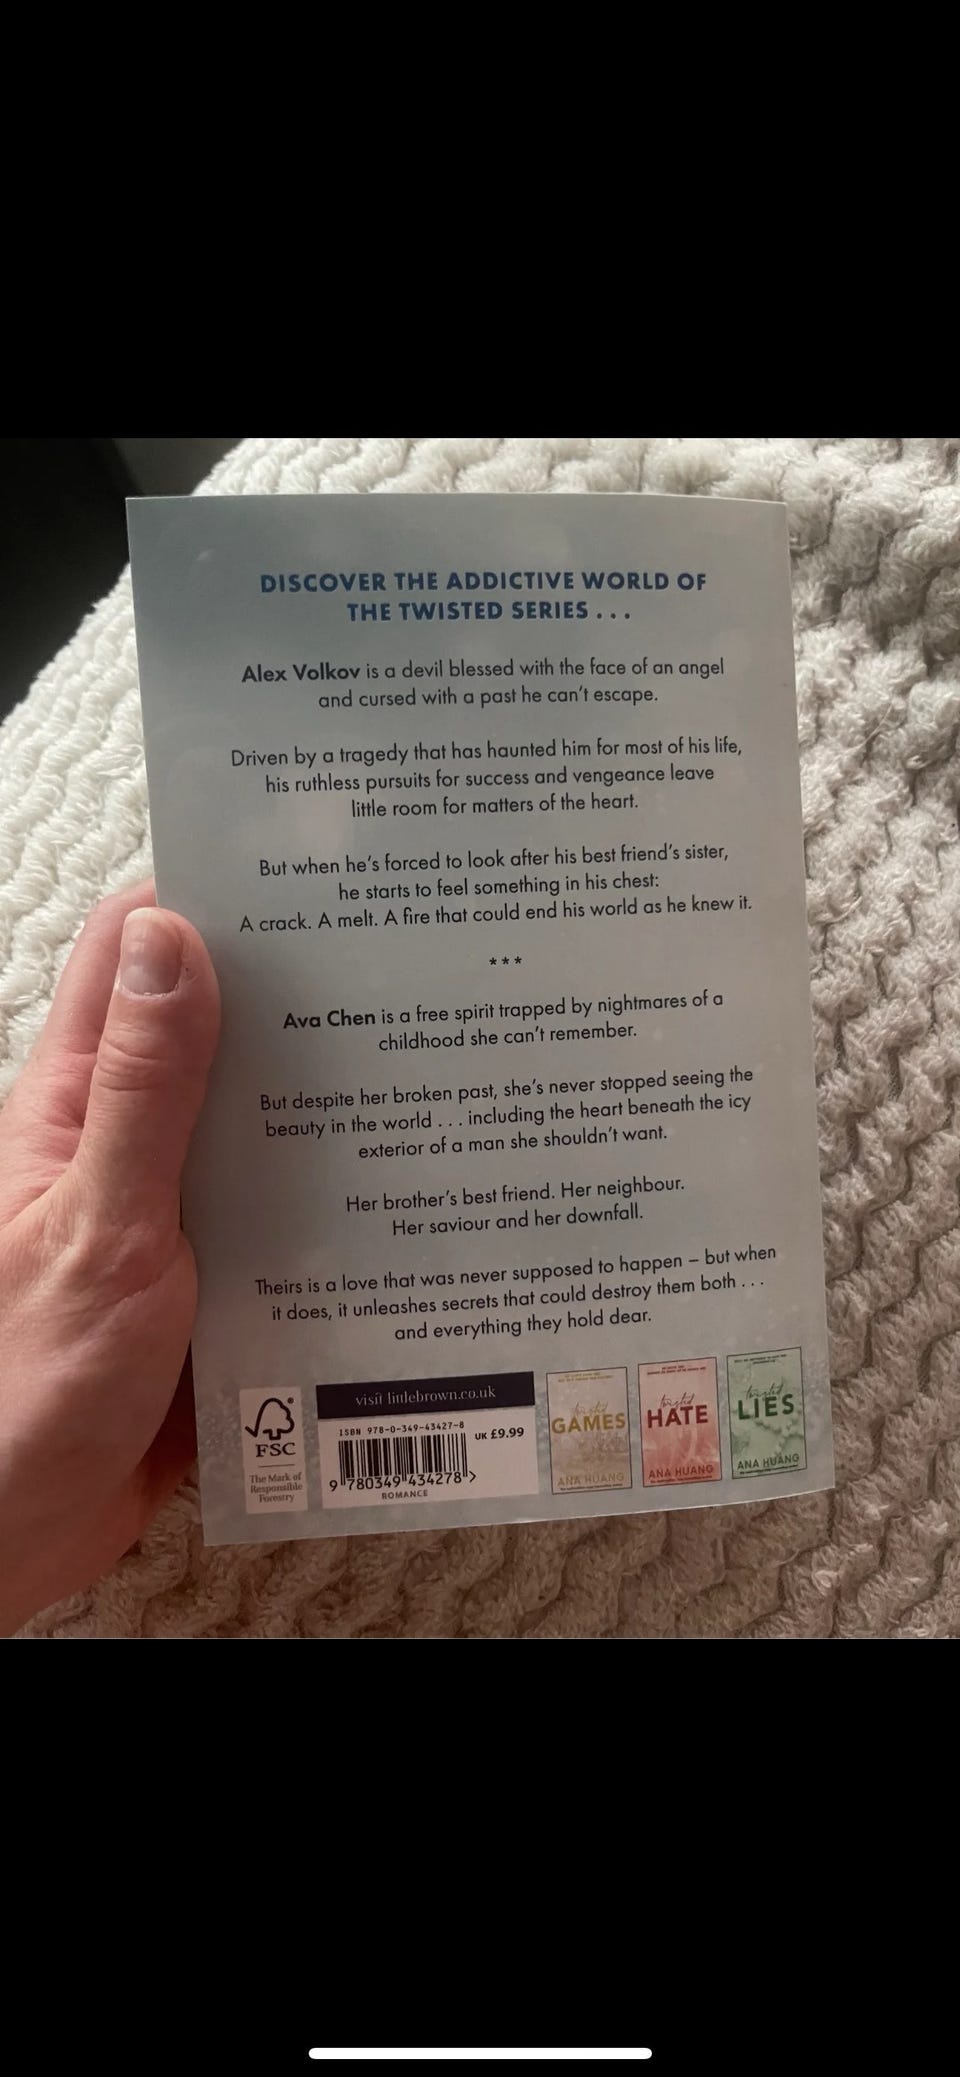 DISCOVER THE ADDICTIVE WORLD OF
THE TWISTED SERIES . . .
Alex Volkov is a devil blessed with the face of an angel
and cursed with a past he can't escape.
Driven by a tragedy that has haunted him for most of his life,
his ruthless pursuits for success and vengeance leave
little room for matters of the heart.
But when he's forced to look after his best friend's sister,
he starts to feel something in his chest:
A crack. A melt. A fire that could end his world as he knew it.
***
Ava Chen is a free spirit trapped by nightmares of a
childhood she can't remember.
But despite her broken past, she's never stopped seeing the
beauty in the world . . . including the heart beneath the icy
exterior of a man she shouldn't want.
Her brother's best friend. Her neighbour.
Her saviour and her downfall.
Theirs is a love that was never supposed to happen – but when
it does, it unleashes secrets that could destroy them both . . .
and everything they hold dear.
FSC
The Mark of
Responsible
Forestry
visit littlebrown.co.uk
ISBN 978-0-349-43427-8
UK £9.99
9 780349 434278 >
ROMANCE
twisted
GAMES
ANA HUANG
twisted
HATE
ANA HUANG
twisted
LIES
ANA HUANG